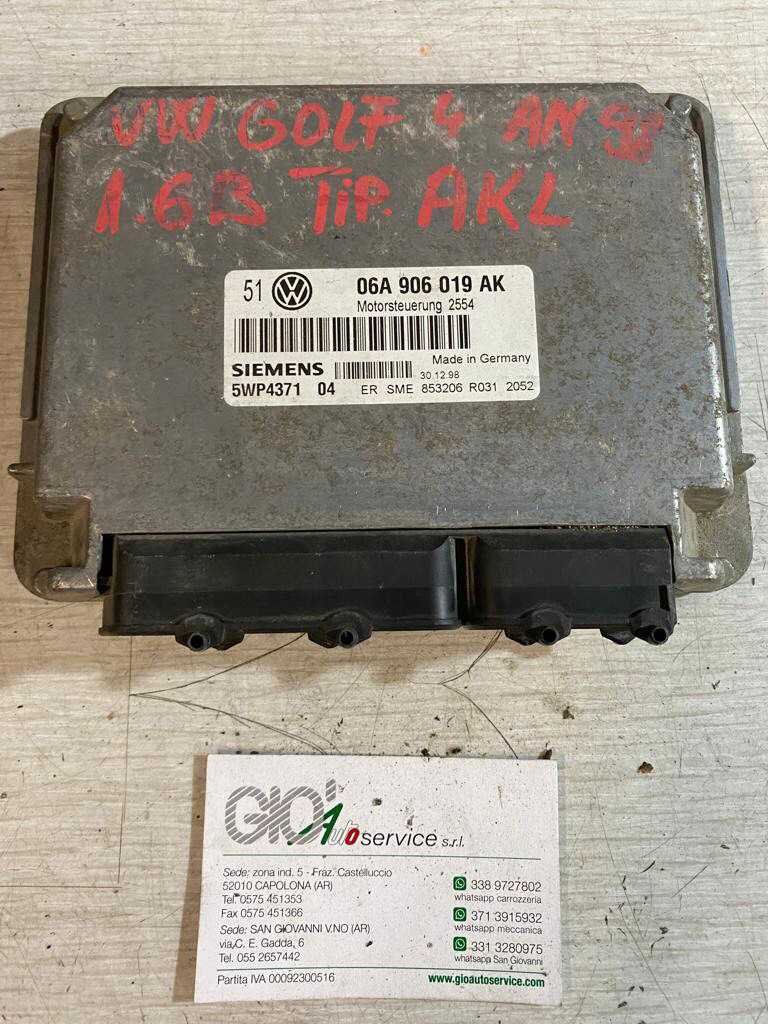 VW GOLF 4 AN 98
1.6B TiP. AKL
51 VW 06A 906 019 AK
Motorsteuerung 2554
SIEMENS Made in Germany
30.12.98
5WP4371 04 ER SME 853206 R031 2052
GIO' Autoservice s.r.l.
Sede: zona ind. 5 - Fraz. Castelluccio
52010 CAPOLONA (AR)
Tel. 0575 451353
Fax 0575 451366
Sede: SAN GIOVANNI V.NO (AR)
via C. E. Gadda, 6
Tel. 055 2657442
Partita IVA 00092300516
338 9727802
whatsapp carrozzeria
371 3915932
whatsapp meccanica
331 3280975
whatsapp San Giovanni
www.gioautoservice.com